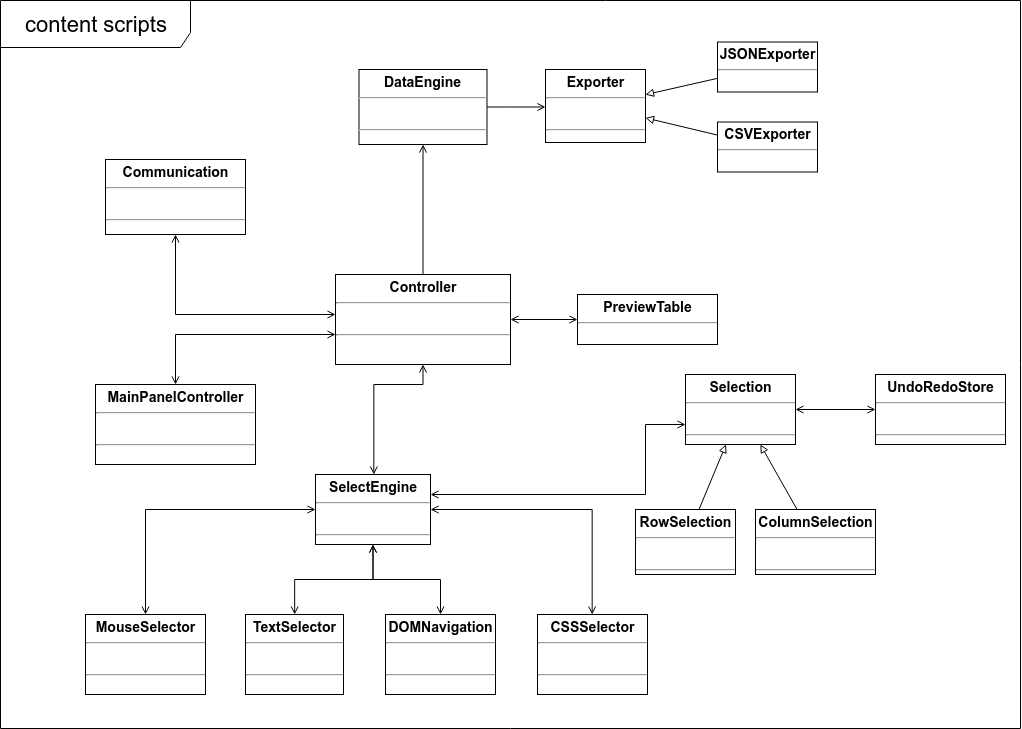 content scripts
JSONExporter
DataEngine
Exporter
CSVExporter
Communication
Controller
PreviewTable
MainPanelController
Selection
UndoRedoStore
SelectEngine
RowSelection
ColumnSelection
MouseSelector
TextSelector
DOMNavigation
CSSSelector